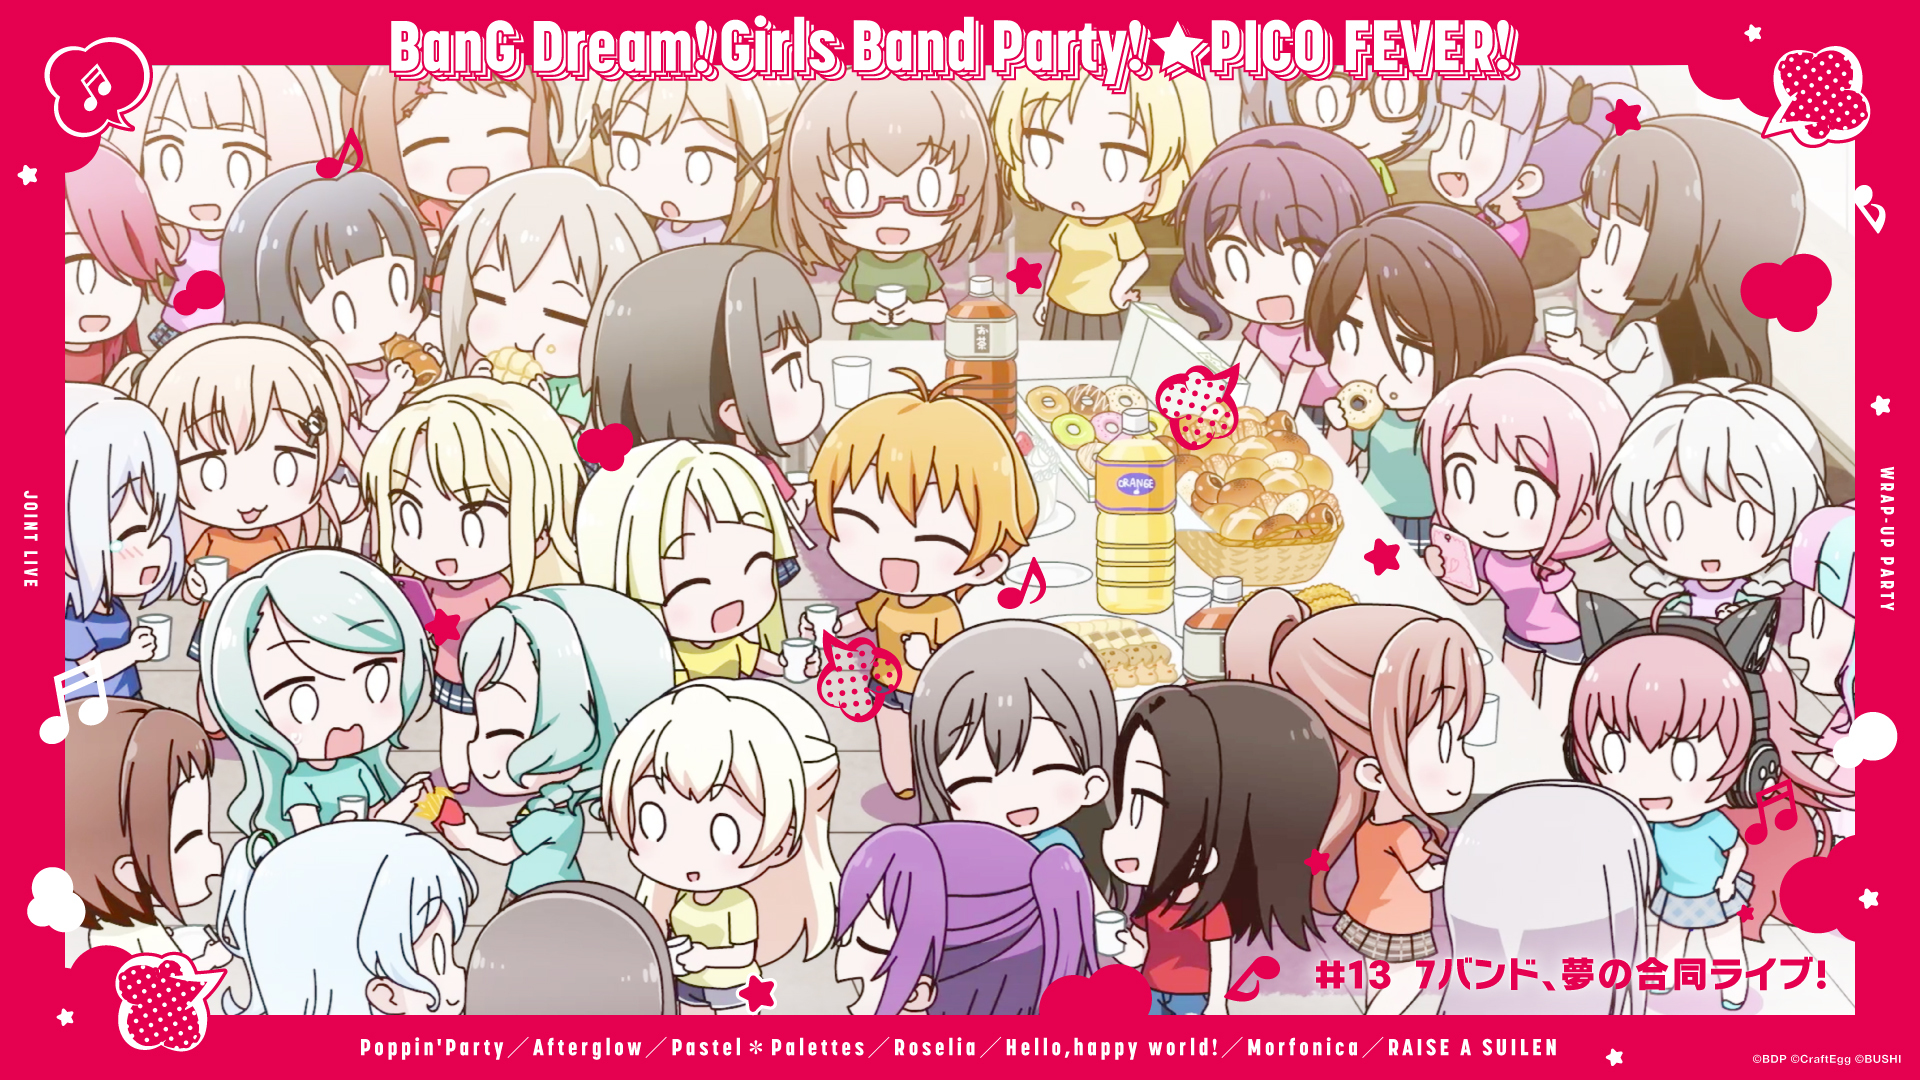 BanG Dream! Girls Band Party!★PICO FEVER!
お茶
ORANGE
JOINT LIVE
WRAP-UP PARTY
#13 7バンド、夢の合同ライブ!
Poppin'Party／Afterglow／Pastel＊Palettes／Roselia／Hello,happy world!／Morfonica／RAISE A SUILEN
©BDP ©CraftEgg ©BUSHI